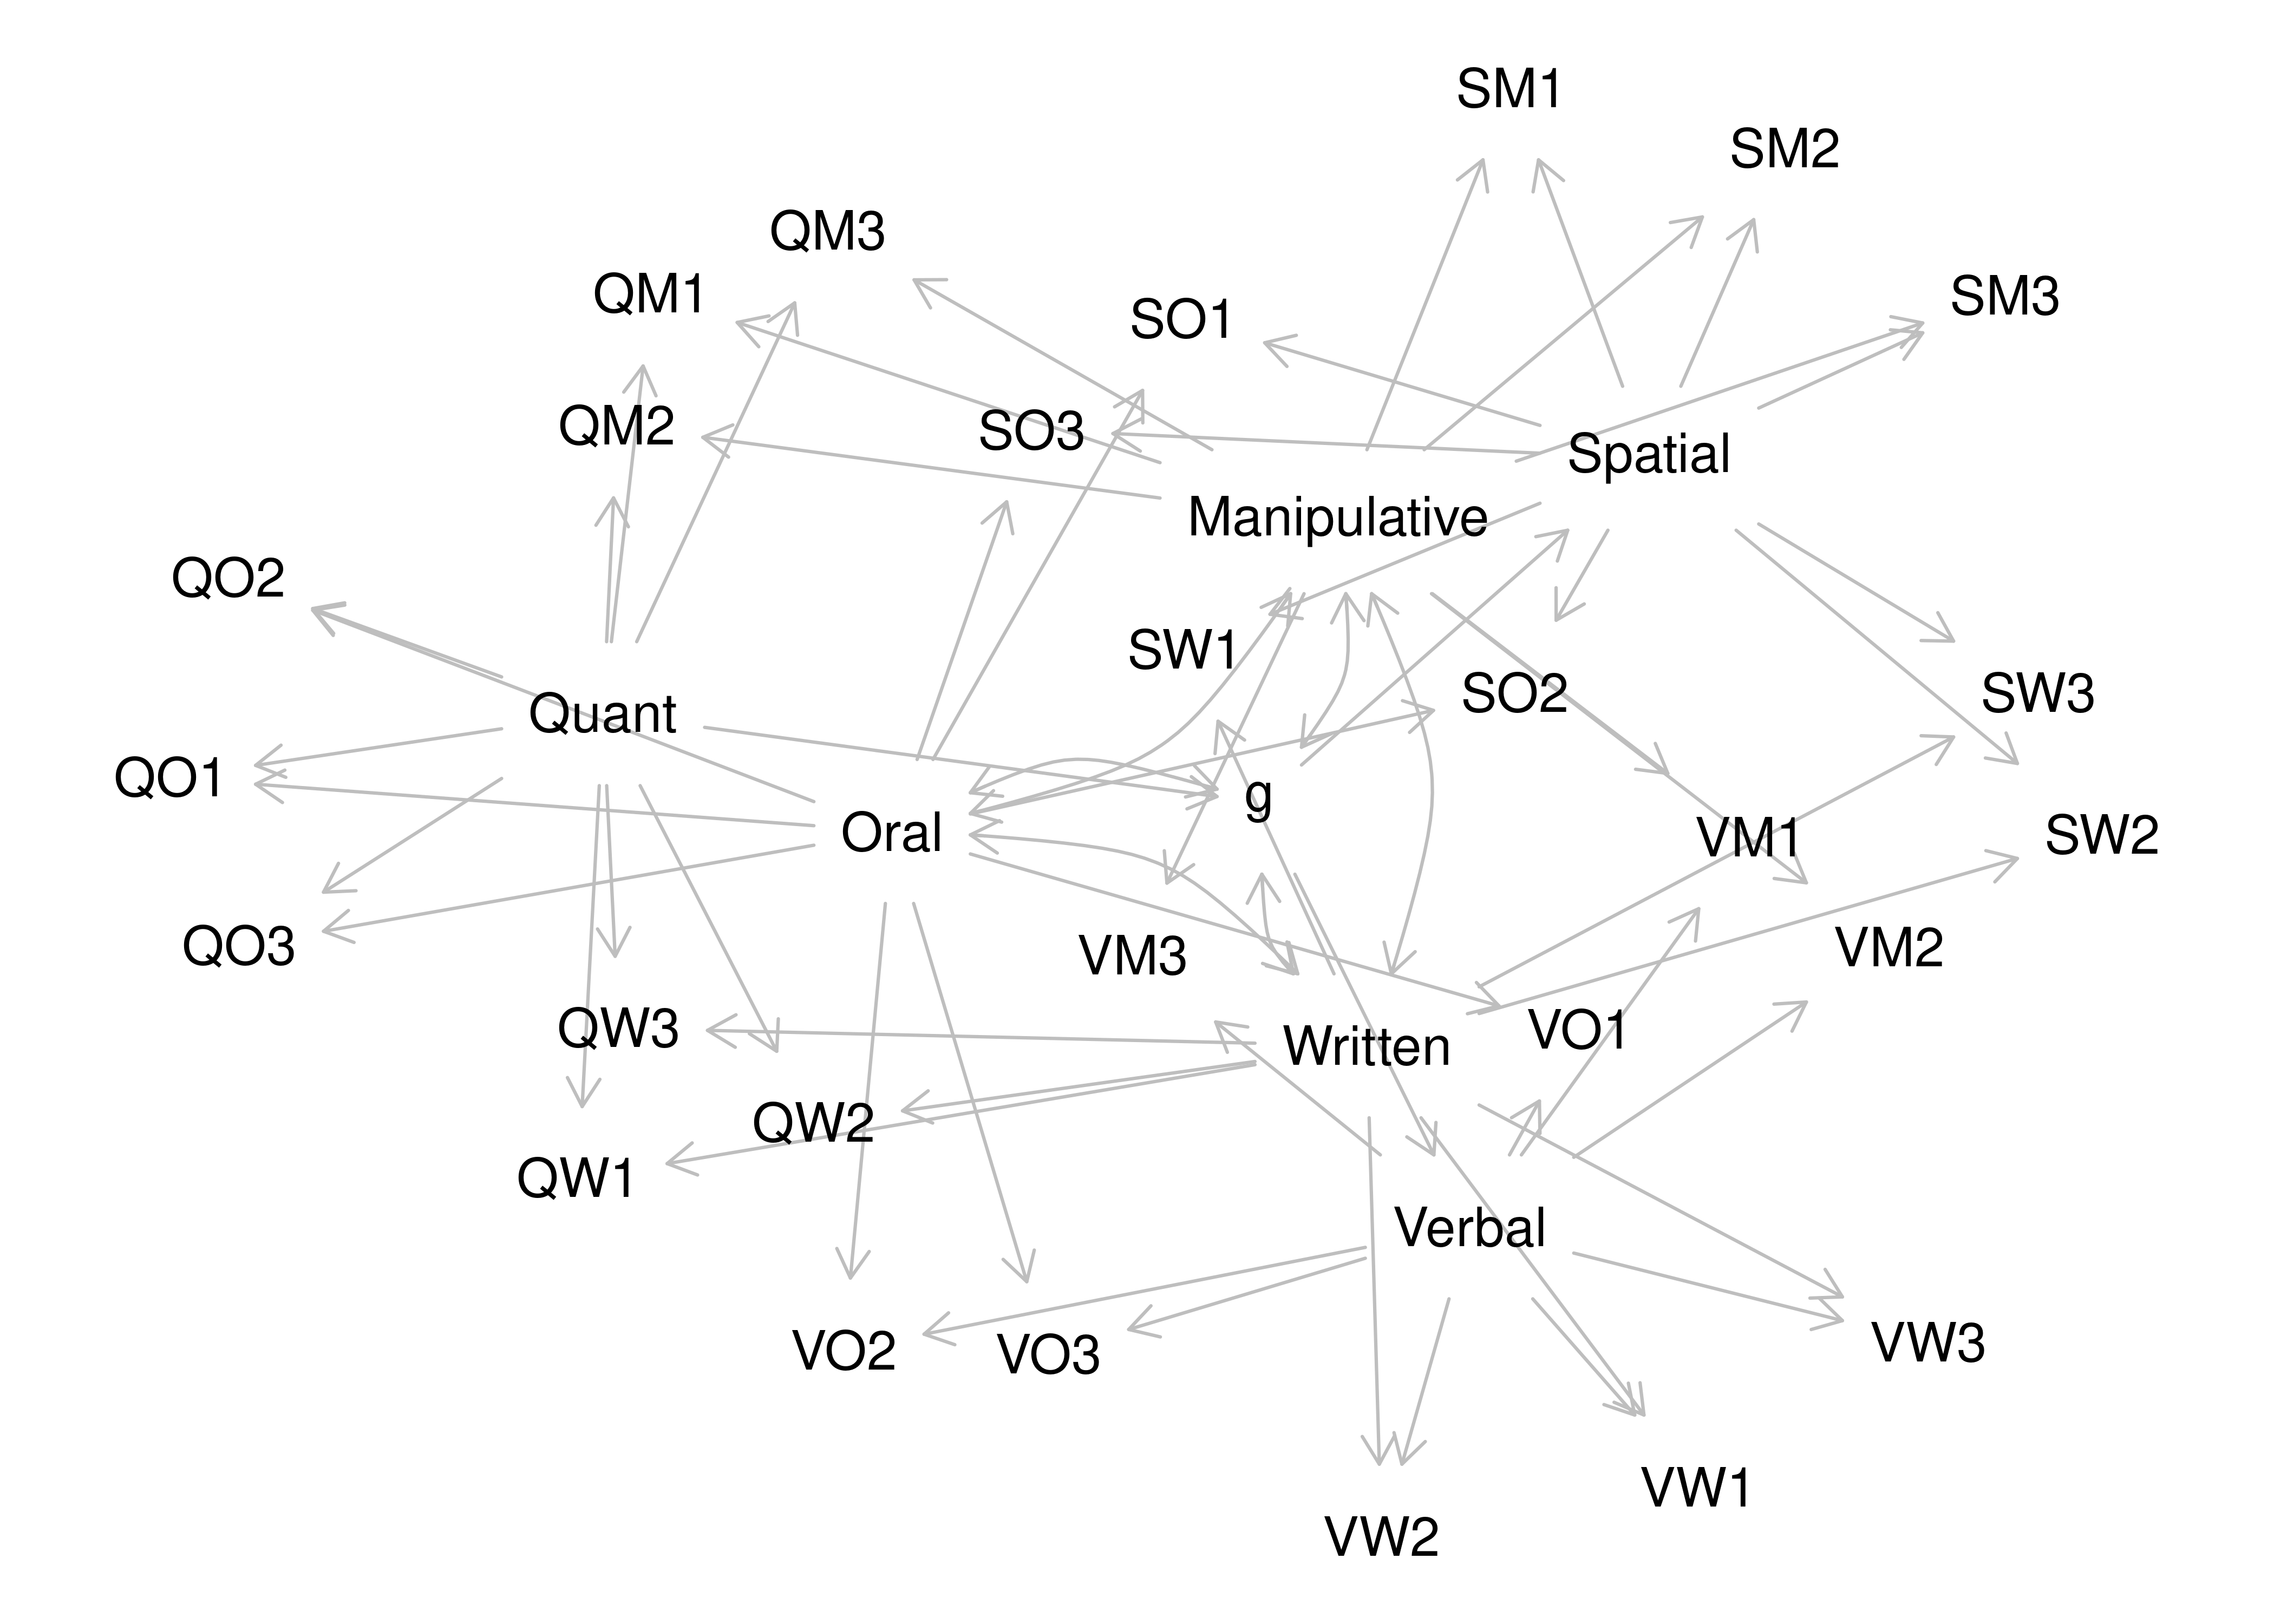 SM1
SM2
QM3
QM1
SM3
SO1
QM2
SO3
Spatial
Manipulative
QO2
SW1
SO2
SW3
Quant
QO1
g
Oral
VM1
SW2
QO3
VM3
VM2
QW3
Written
VO1
QW2
QW1
Verbal
VO2
VO3
VW3
VW1
VW2